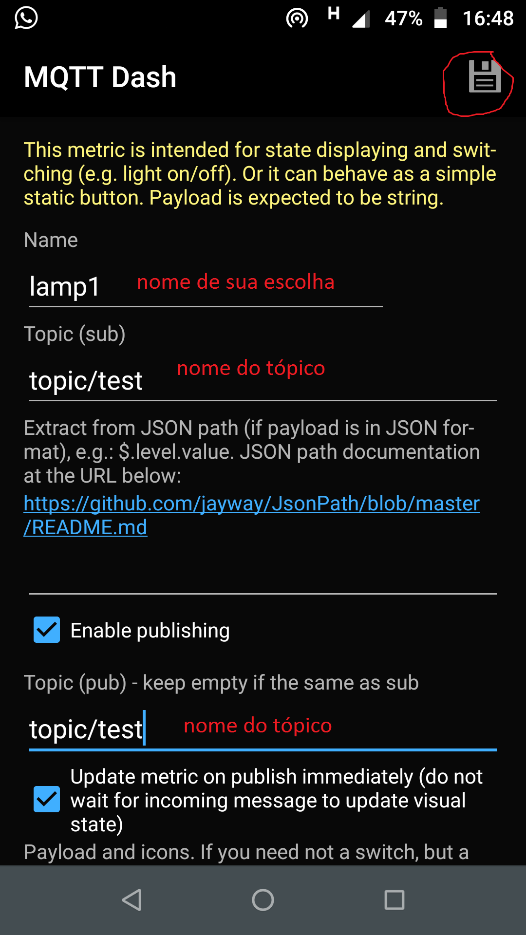 H 47% 16:48
MQTT Dash
This metric is intended for state displaying and swit-
ching (e.g. light on/off). Or it can behave as a simple
static button. Payload is expected to be string.
Name
lamp1 nome de sua escolha
Topic (sub)
topic/test nome do tópico
Extract from JSON path (if payload is in JSON for-
mat), e.g.: $.level.value. JSON path documentation
at the URL below:
https://github.com/jayway/JsonPath/blob/master
/README.md
Enable publishing
Topic (pub) - keep empty if the same as sub
topic/test nome do tópico
Update metric on publish immediately (do not
wait for incoming message to update visual
state)
Payload and icons. If you need not a switch, but a